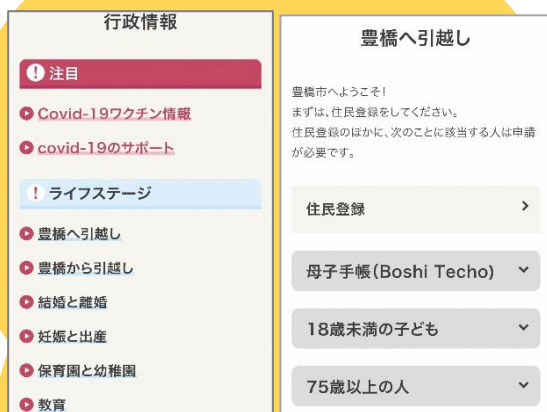 行政情報
注目
Covid-19ワクチン情報
covid-19のサポート
ライフステージ
豊橋へ引越し
豊橋から引越し
結婚と離婚
妊娠と出産
保育園と幼稚園
教育
豊橋へ引越し
豊橋市へようこそ!
まずは、住民登録をしてください。
住民登録のほかに、次のことに該当する人は申請
が必要です。
住民登録
母子手帳(Boshi Techo)
18歳未満の子ども
75歳以上の人